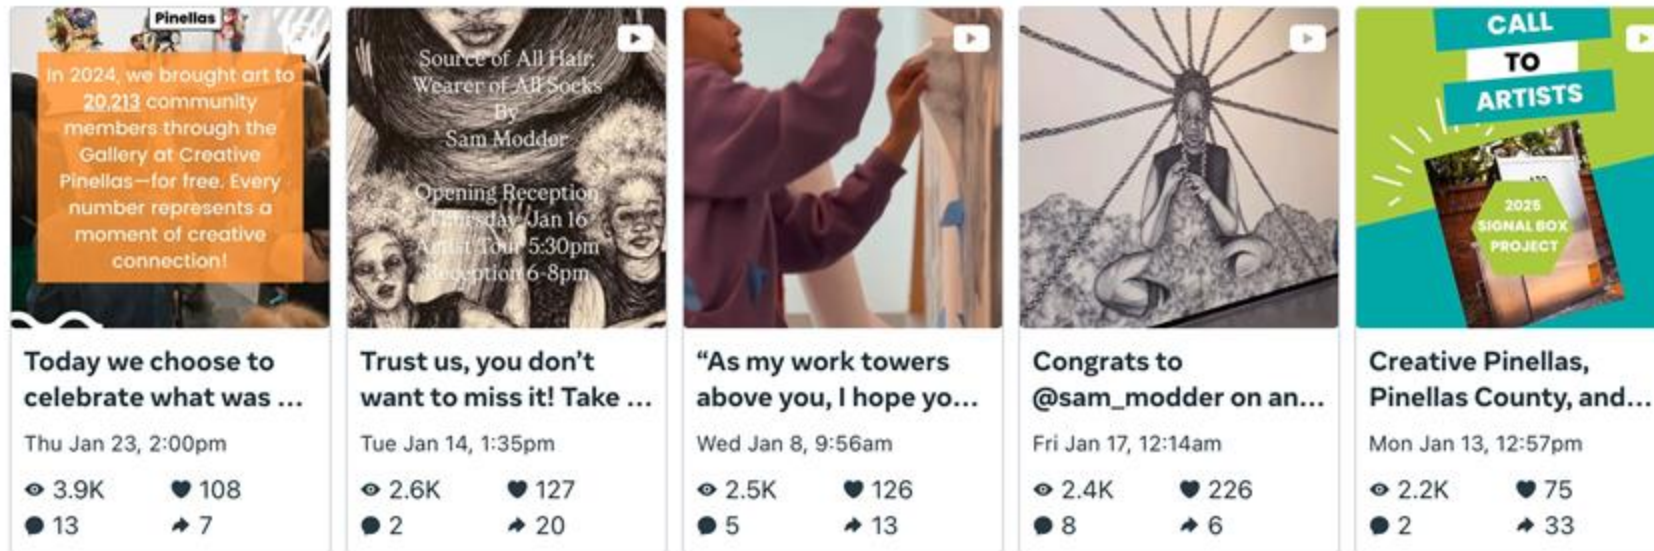 Pinellas
In 2024, we brought art to
20,213 community
members through the
Gallery at Creative
Pinellas—for free. Every
number represents a
moment of creative
connection!
Today we choose to
celebrate what was ...
Thu Jan 23, 2:00pm
3.9K 108
13 7
Source of All Hair,
Wearer of All Socks
By
Sam Modder
Opening Reception
Thursday Jan 16
Artist Tour 5:30pm
Reception 6-8pm
Trust us, you don’t
want to miss it! Take ...
Tue Jan 14, 1:35pm
2.6K 127
2 20
“As my work towers
above you, I hope yo...
Wed Jan 8, 9:56am
2.5K 126
5 13
Congrats to
@sam_modder on an...
Fri Jan 17, 12:14am
2.4K 226
8 6
CALL
TO
ARTISTS
2025
SIGNAL BOX
PROJECT
Creative Pinellas,
Pinellas County, and...
Mon Jan 13, 12:57pm
2.2K 75
2 33